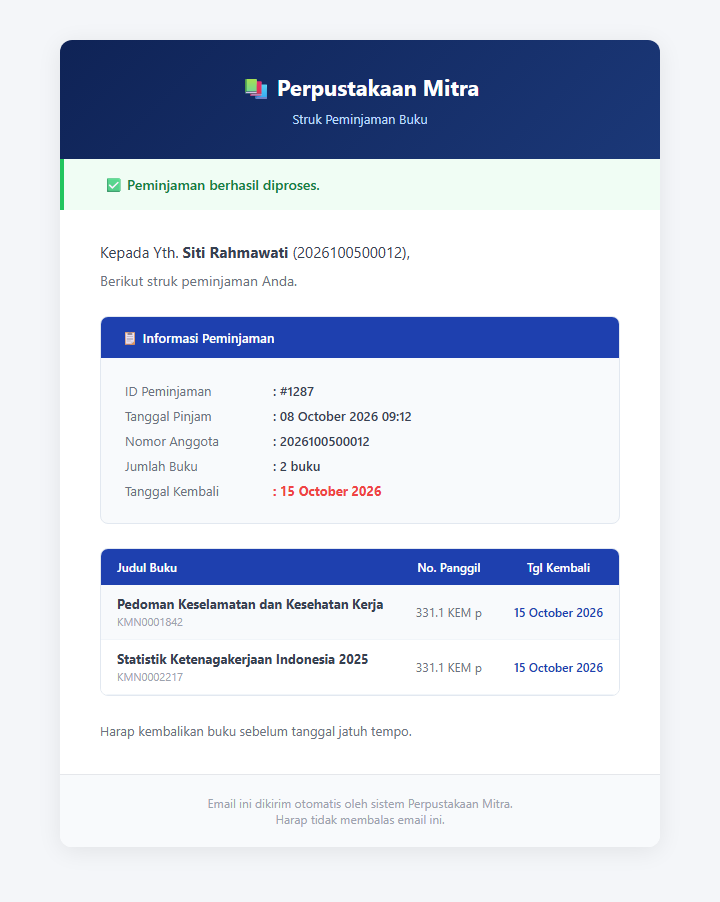 Perpustakaan Mitra
Struk Peminjaman Buku
Peminjaman berhasil diproses.
Kepada Yth. Siti Rahmawati (2026100500012),
Berikut struk peminjaman Anda.
Informasi Peminjaman
ID Peminjaman : #1287
Tanggal Pinjam : 08 October 2026 09:12
Nomor Anggota : 2026100500012
Jumlah Buku : 2 buku
Tanggal Kembali : 15 October 2026
Judul Buku No. Panggil Tgl Kembali
Pedoman Keselamatan dan Kesehatan Kerja 331.1 KEM p 15 October 2026
KMN0001842
Statistik Ketenagakerjaan Indonesia 2025 331.1 KEM p 15 October 2026
KMN0002217
Harap kembalikan buku sebelum tanggal jatuh tempo.
Email ini dikirim otomatis oleh sistem Perpustakaan Mitra.
Harap tidak membalas email ini.